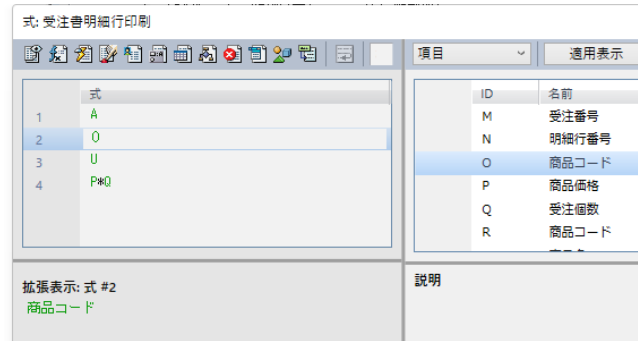 式: 受注書明細行印刷
項目
適用表示
式
1 A
2 O
3 U
4 P*Q
ID 名前
M 受注番号
N 明細行番号
O 商品コード
P 商品価格
Q 受注個数
R 商品コード
拡張表示: 式 #2
商品コード
説明